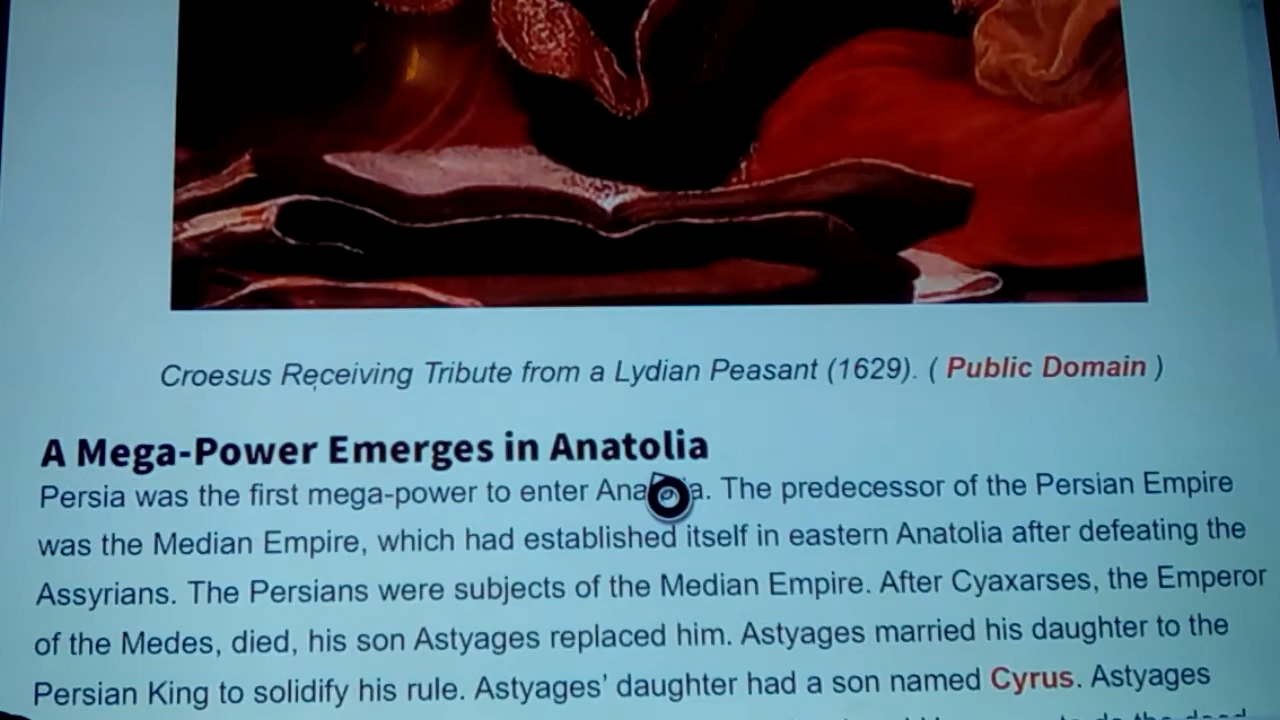 Croesus Receiving Tribute from a Lydian Peasant (1629). ( Public Domain )
A Mega-Power Emerges in Anatolia
Persia was the first mega-power to enter Anatolia. The predecessor of the Persian Empire
was the Median Empire, which had established itself in eastern Anatolia after defeating the
Assyrians. The Persians were subjects of the Median Empire. After Cyaxarses, the Emperor
of the Medes, died, his son Astyages replaced him. Astyages married his daughter to the
Persian King to solidify his rule. Astyages’ daughter had a son named Cyrus. Astyages